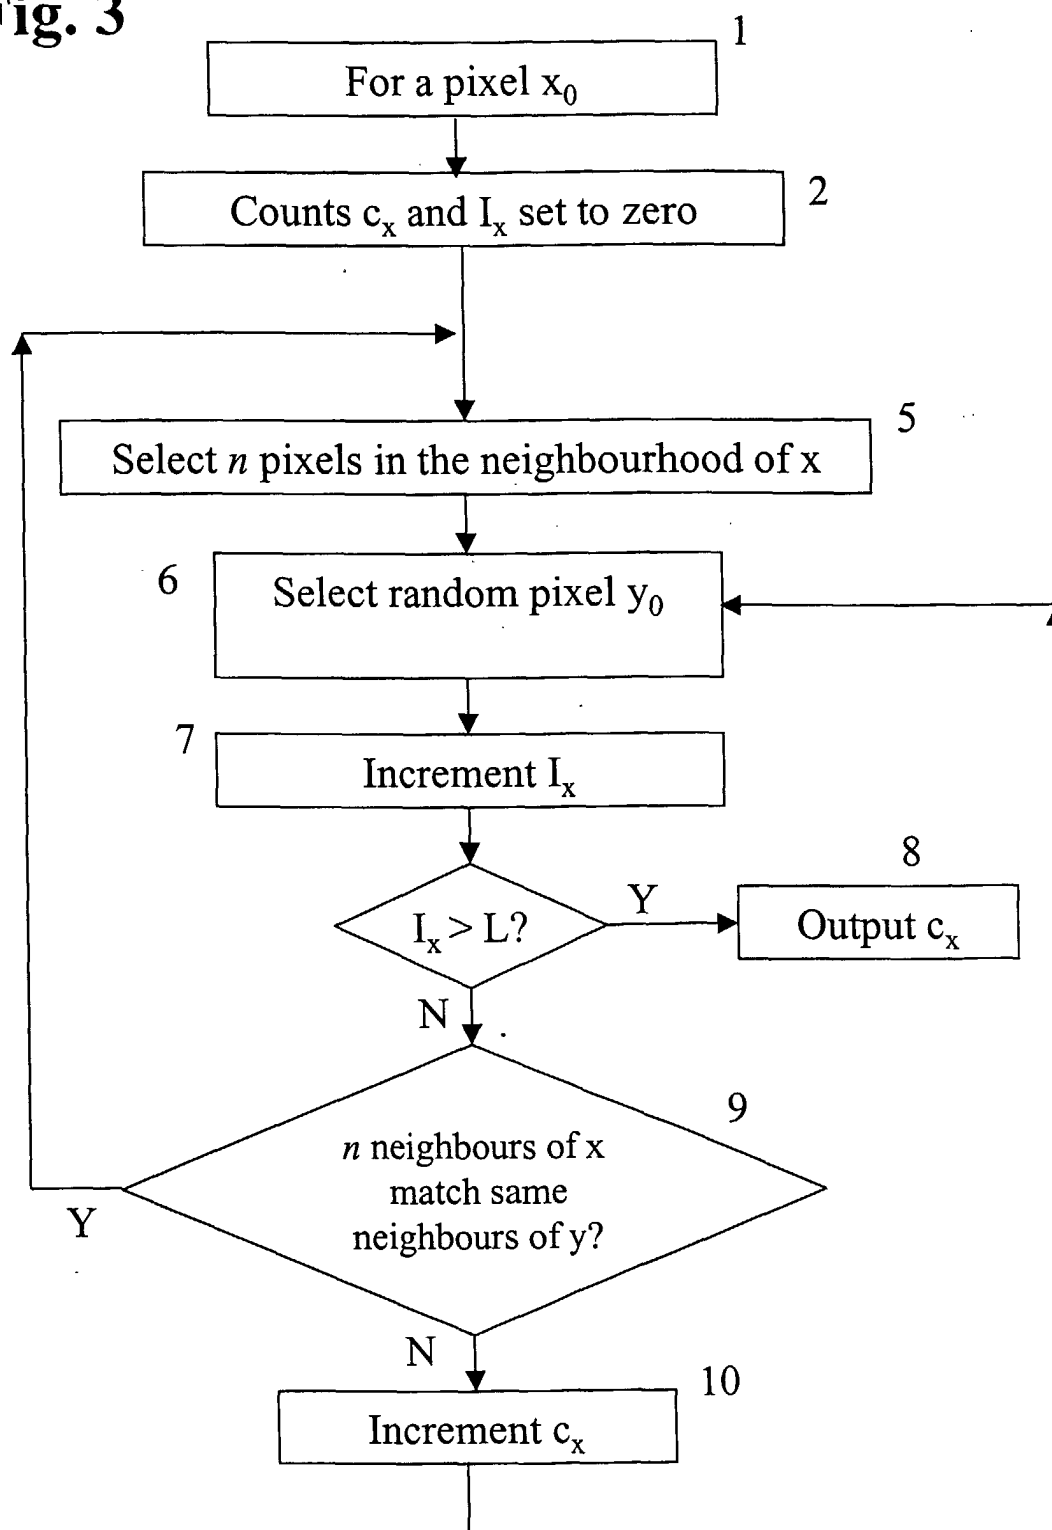 Fig. 3
1
For a pixel x₀
2
Counts cₓ and Iₓ set to zero
5
Select n pixels in the neighbourhood of x
6
Select random pixel y₀
7
Increment Iₓ
8
Iₓ > L?
Y
Output cₓ
N
9
n neighbours of x
match same
neighbours of y?
Y
N
10
Increment cₓ